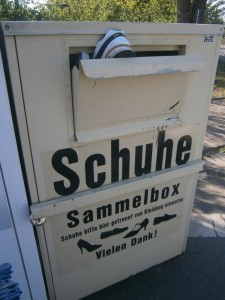 Schuhe
Sammelbox
Schuhe bitte hier getrennt von Kleidung einwerfen
Vielen Dank!